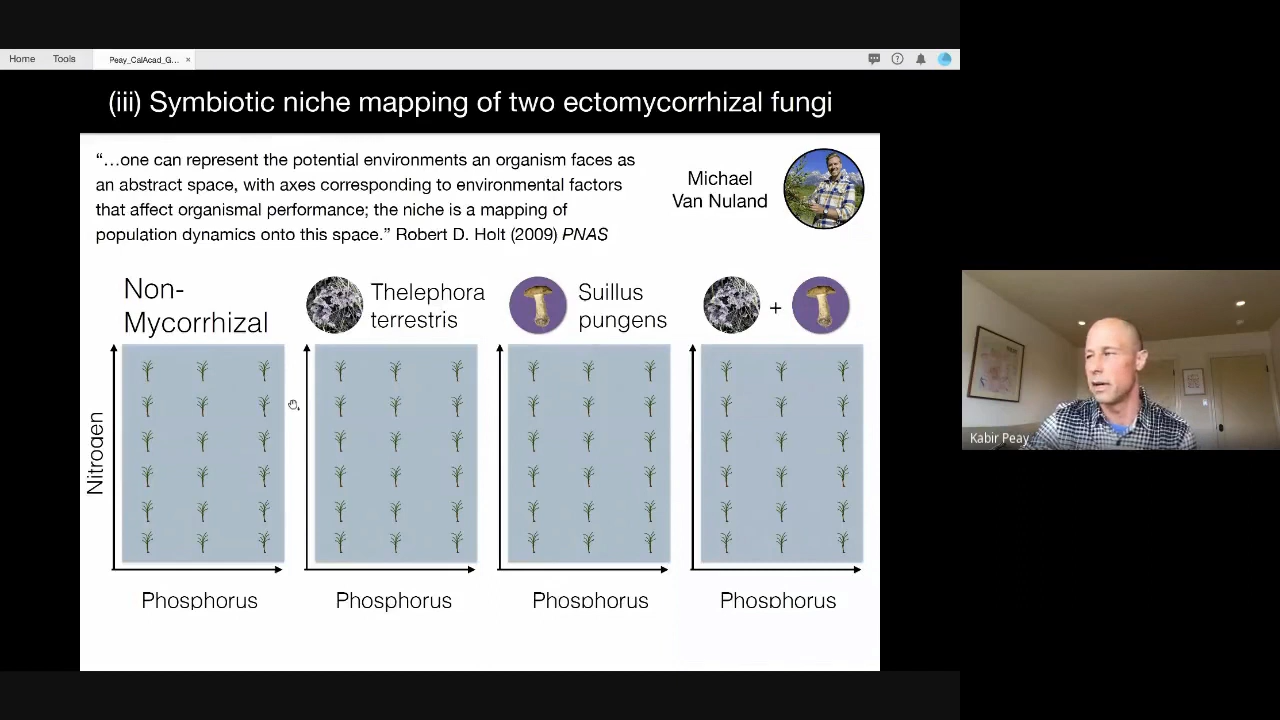 Home Tools Peay_CalAcad_G... ×
(iii) Symbiotic niche mapping of two ectomycorrhizal fungi
“...one can represent the potential environments an organism faces as
an abstract space, with axes corresponding to environmental factors
that affect organismal performance; the niche is a mapping of
population dynamics onto this space.” Robert D. Holt (2009) PNAS
Michael
Van Nuland
Non-
Mycorrhizal
Thelephora
terrestris
Suillus
pungens
+
Nitrogen
Phosphorus
Phosphorus
Phosphorus
Phosphorus
Kabir Peay